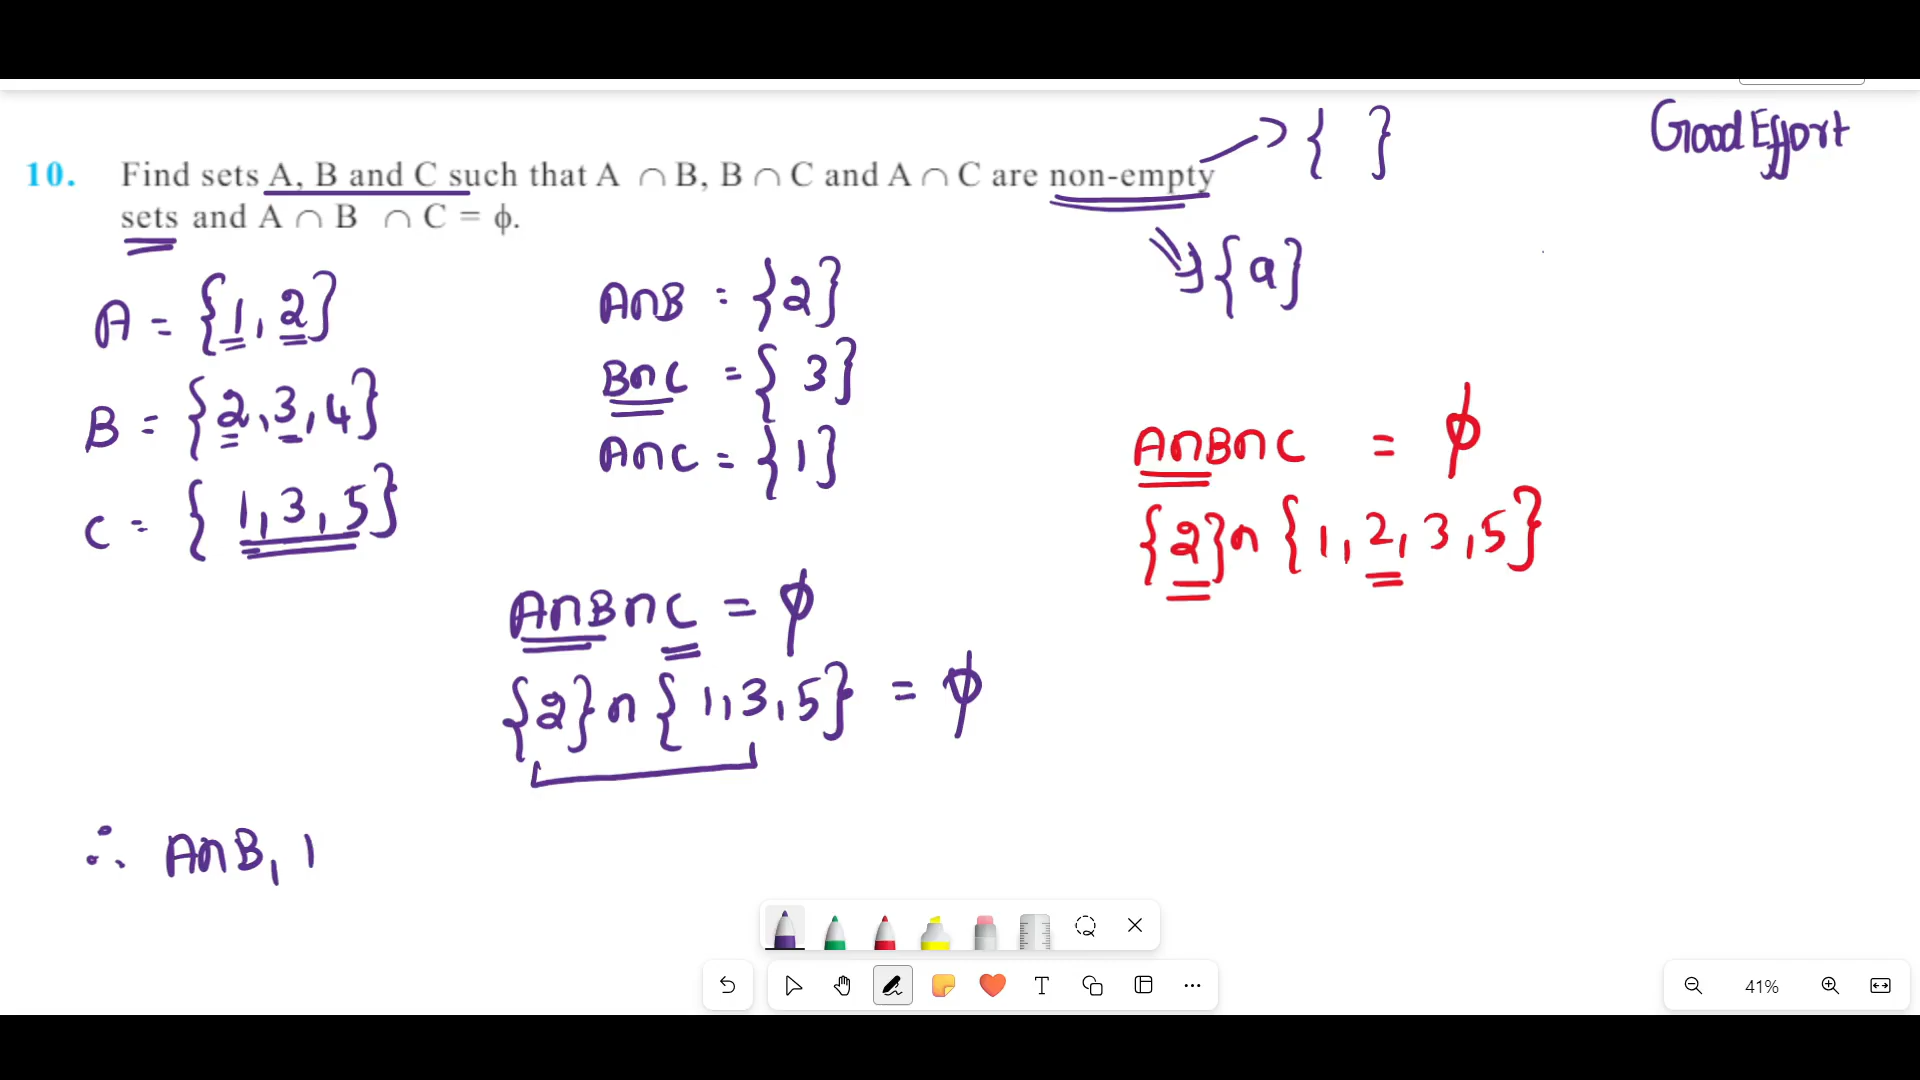 Good Effort
10. Find sets A, B and C such that A ∩ B, B ∩ C and A ∩ C are non-empty
sets and A ∩ B ∩ C = ϕ.
{ }
{a}
A = {1, 2}
B = {2, 3, 4}
C = { 1, 3, 5}
A∩B = {2}
B∩C = { 3}
A∩C = {1}
A∩B∩C = ϕ
{2}∩{ 1, 3, 5} = ϕ
A∩B∩C = ϕ
{2}∩{ 1, 2, 3, 5}
∴ A∩B, 1
41%